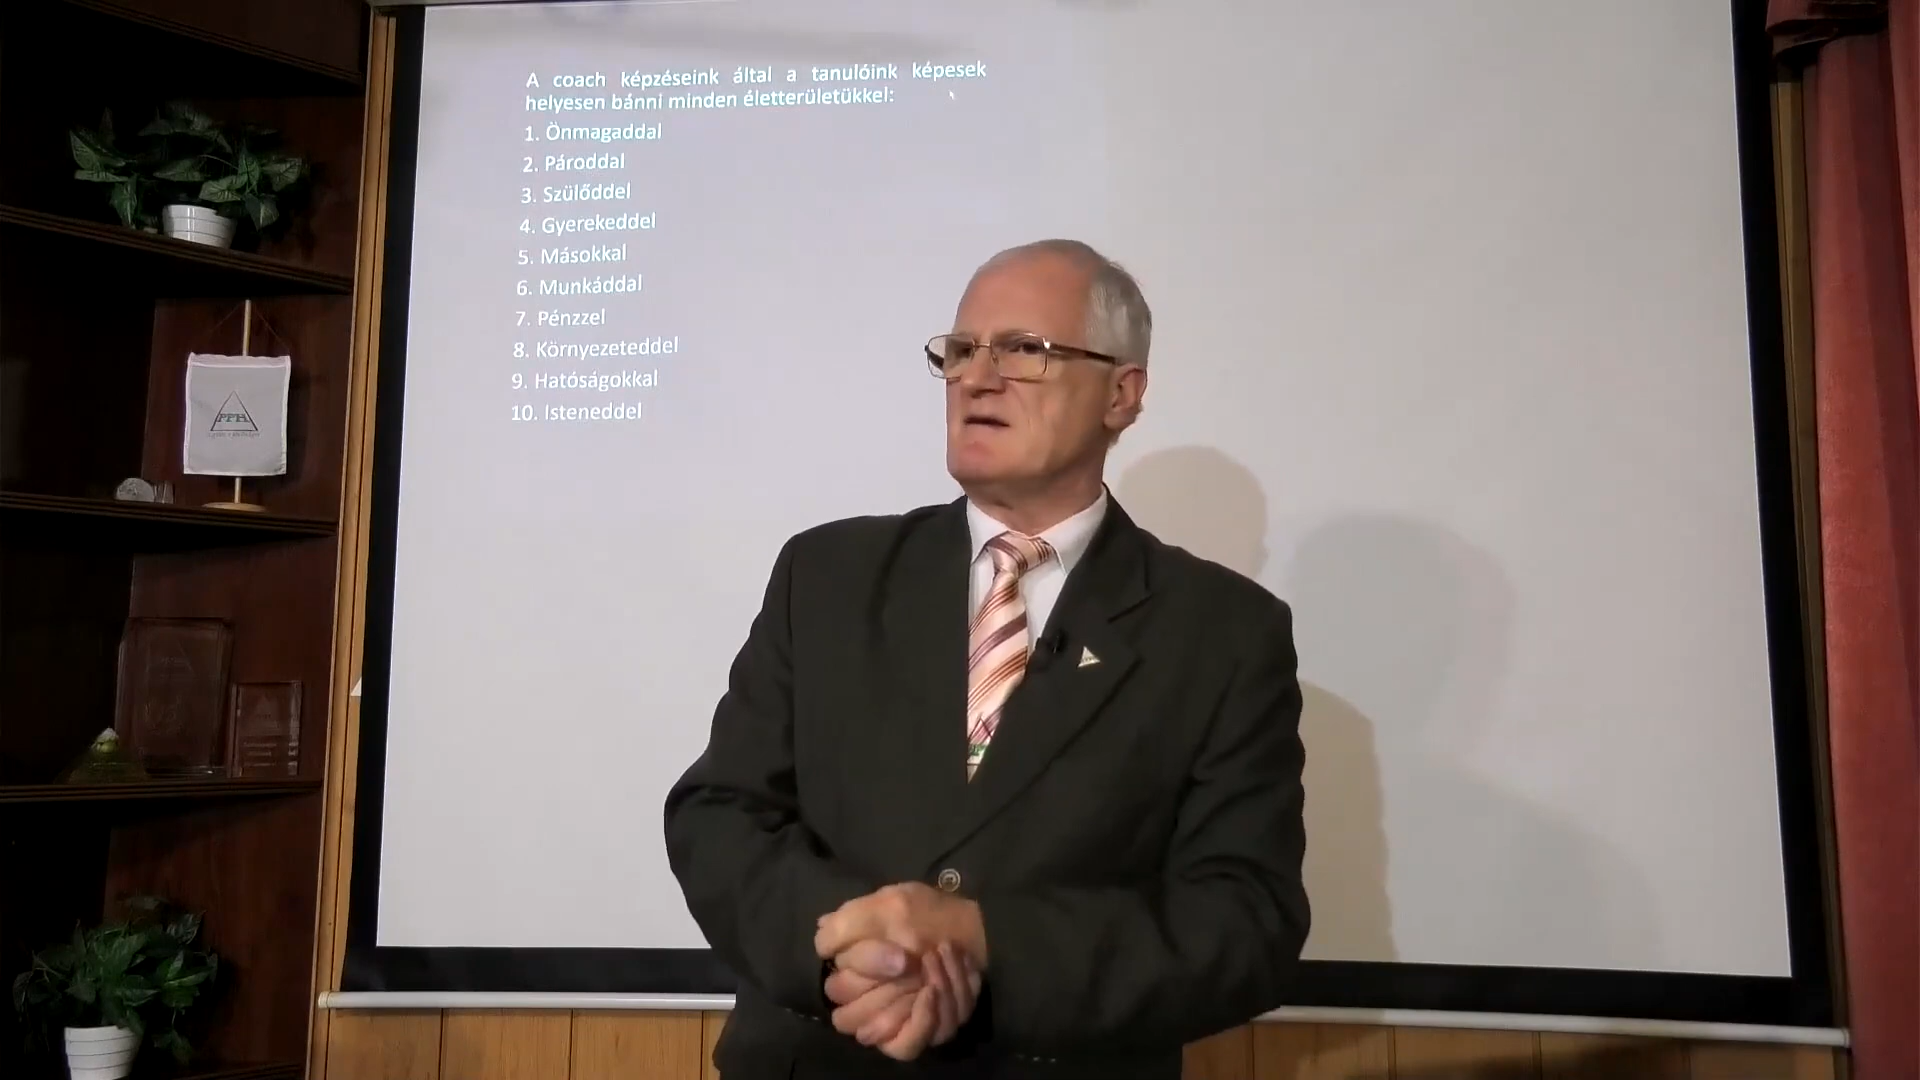 A coach képzéseink által a tanulóink képesek
helyesen bánni minden életterületükkel:
1. Önmagaddal
2. Pároddal
3. Szülőddel
4. Gyerekeddel
5. Másokkal
6. Munkáddal
7. Pénzzel
8. Környezeteddel
9. Hatóságokkal
10. Isteneddel
PPH